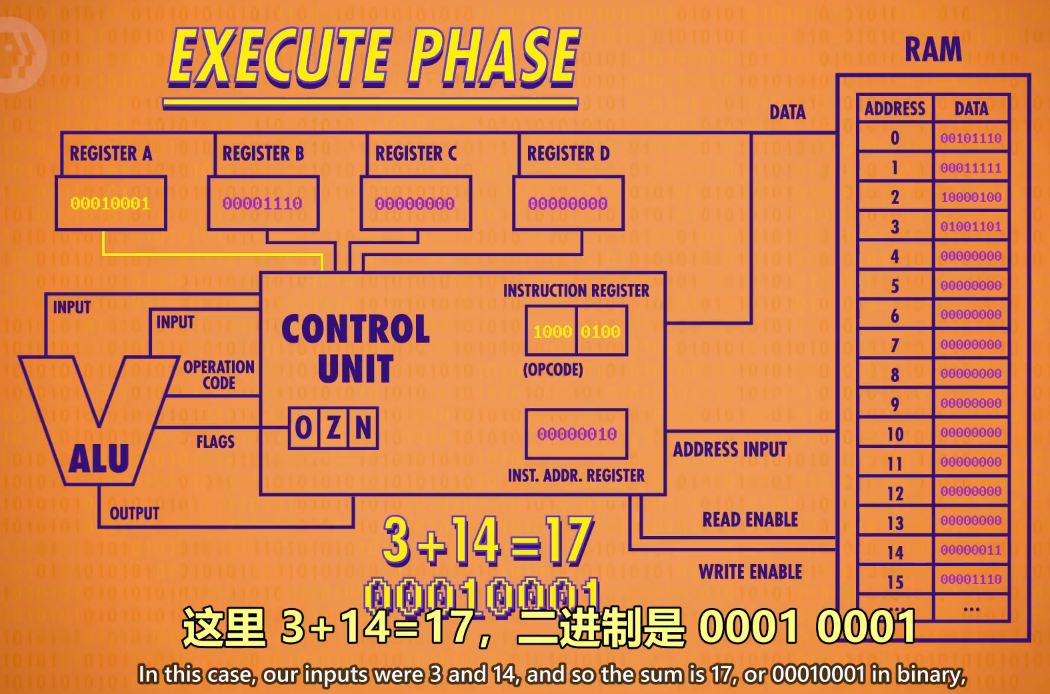 EXECUTE PHASE
RAM
DATA
ADDRESS DATA
0 00101110
1 00011111
2 10000100
3 01001101
4 00000000
5 00000000
6 00000000
7 00000000
8 00000000
9 00000000
10 00000000
11 00000000
12 00000000
13 00000000
14 00000011
15 00001110
... ...
REGISTER A
00010001
REGISTER B
00001110
REGISTER C
00000000
REGISTER D
00000000
INPUT
INPUT
CONTROL
UNIT
INSTRUCTION REGISTER
1000 0100
(OPCODE)
OPERATION
CODE
FLAGS
O Z N
ALU
OUTPUT
00000010
INST. ADDR. REGISTER
ADDRESS INPUT
READ ENABLE
WRITE ENABLE
3+14=17
00010001
这里 3+14=17，二进制是 0001 0001
In this case, our inputs were 3 and 14, and so the sum is 17, or 00010001 in binary,